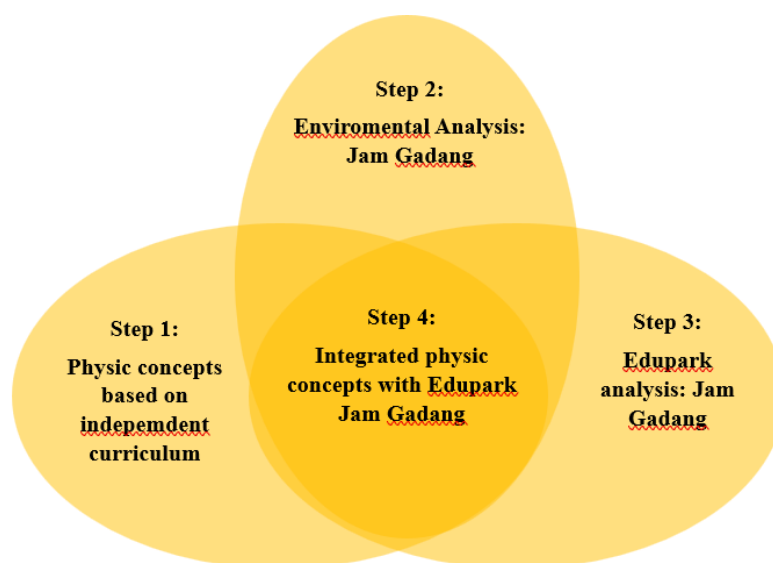 Step 2:
Enviromental Analysis:
Jam Gadang
Step 1:
Physic concepts
based on
indepemdent
curriculum
Step 4:
Integrated physic
concepts with Edupark
Jam Gadang
Step 3:
Edupark
analysis: Jam
Gadang